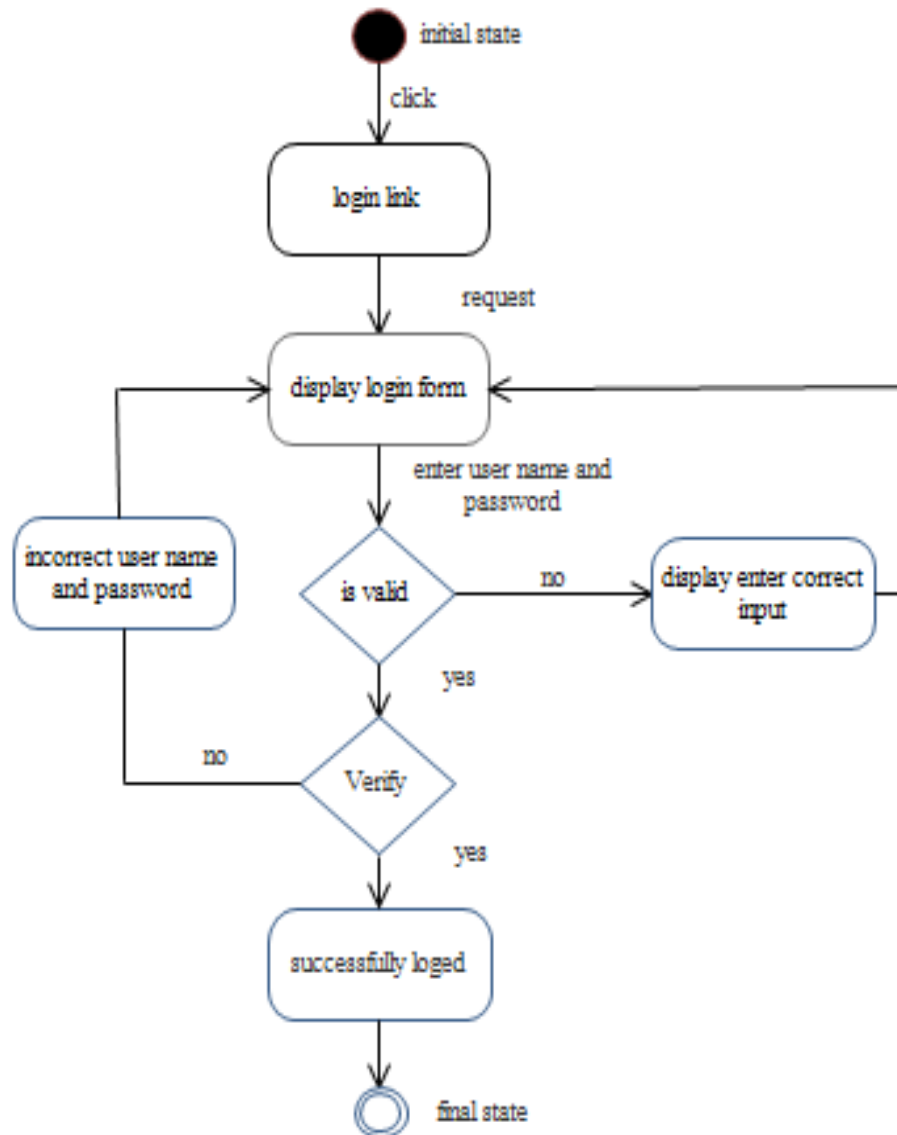 initial state
click
login link
request
display login form
enter user name and
password
incorrect user name
and password
is valid
no
display enter correct
input
yes
no
Verify
yes
successfully loged
final state